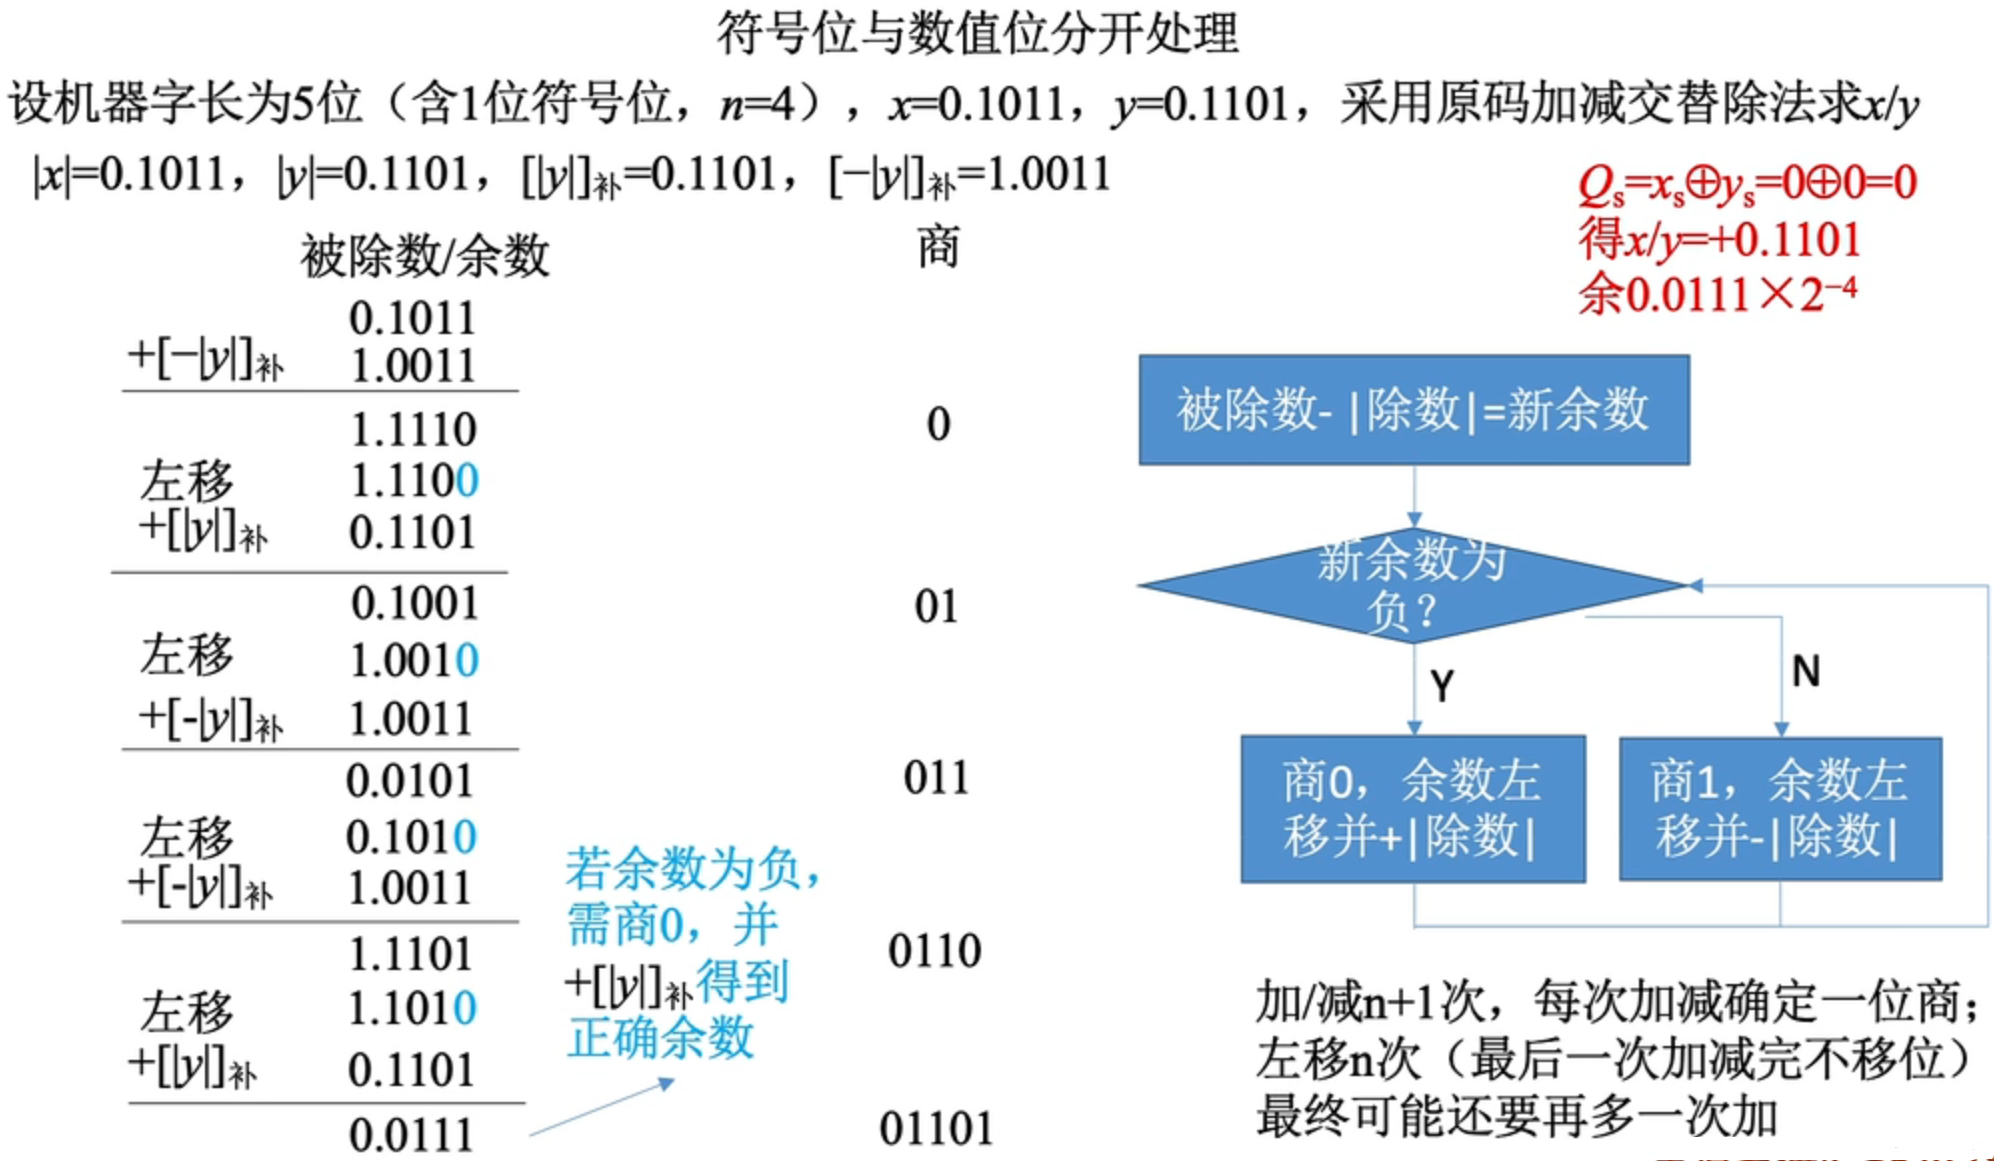 符号位与数值位分开处理
设机器字长为5位（含1位符号位，n=4），x=0.1011，y=0.1101，采用原码加减交替除法求x/y
|x|=0.1011，|y|=0.1101，[|y|]补=0.1101，[−|y|]补=1.0011
Qs=xs⊕ys=0⊕0=0
得x/y=+0.1101
余0.0111×2⁻⁴
被除数/余数 商
0.1011
+[−|y|]补 1.0011
1.1110 0
左移 1.1100
+[|y|]补 0.1101
0.1001 01
左移 1.0010
+[-|y|]补 1.0011
0.0101 011
左移 0.1010
+[-|y|]补 1.0011
1.1101 0110
左移 1.1010
+[|y|]补 0.1101
0.0111 01101
若余数为负，
需商0，并
+[|y|]补得到
正确余数
被除数- |除数|=新余数
新余数为
负？
Y
N
商0，余数左
移并+|除数|
商1，余数左
移并-|除数|
加/减n+1次，每次加减确定一位商；
左移n次（最后一次加减完不移位）
最终可能还要再多一次加